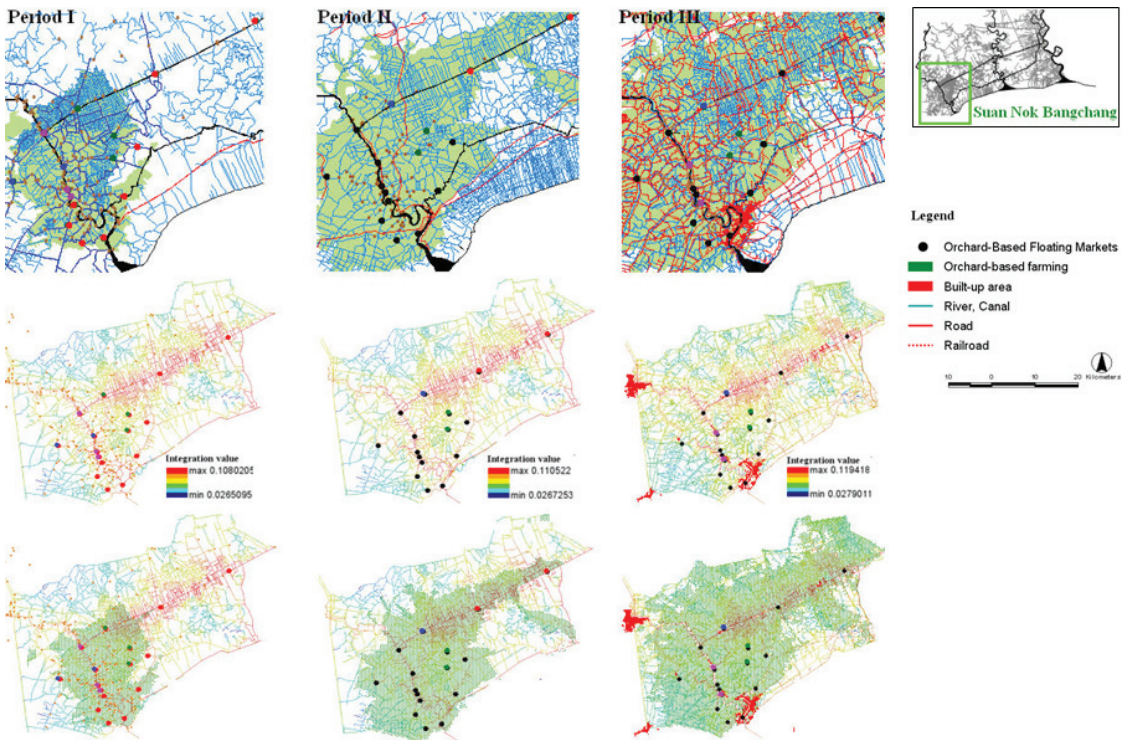 Period I
Period II
Period III
Suan Nok Bangchang
Legend
Orchard-Based Floating Markets
Orchard-based farming
Built-up area
River, Canal
Road
Railroad
10 0 10 20 Kilometers
Integration value
max 0.1080205
min 0.0265095
Integration value
max 0.110522
min 0.0267253
Integration value
max 0.119418
min 0.0279011